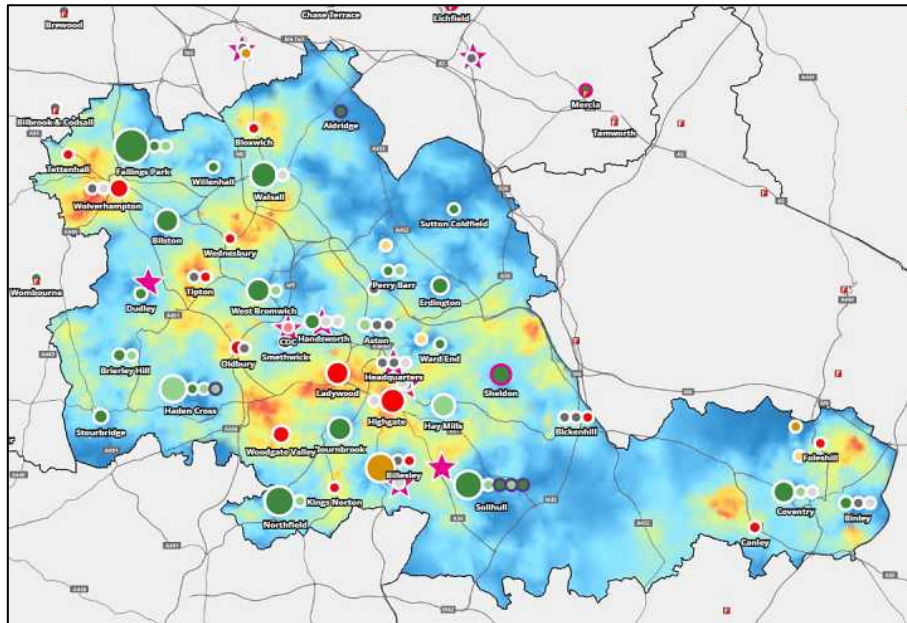 Brewood
Chase Terrace
Lichfield
M6 Toll
Bilbrook & Codsall
Aldridge
Mercia
Tamworth
Bloxwich
Tettenhall
Fallings Park
Willenhall
Walsall
Wolverhampton
Sutton Coldfield
Bilston
Wednesbury
Wombourne
Tipton
Perry Barr
Erdington
Dudley
West Bromwich
CDC
Handsworth
Aston
Smethwick
Oldbury
Ward End
Brierley Hill
Headquarters
Ladywood
Sheldon
Haden Cross
Highgate
Hay Mills
Stourbridge
Bickenhill
Woodgate Valley
Bournbrook
Foleshill
Billesley
Kings Norton
Solihull
Northfield
Coventry
Binley
Canley